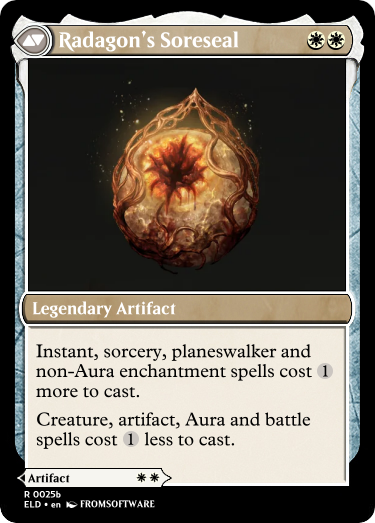 Radagon's Soreseal
Legendary Artifact
Instant, sorcery, planeswalker and
non-Aura enchantment spells cost 1
more to cast.
Creature, artifact, Aura and battle
spells cost 1 less to cast.
Artifact
R 0025b
ELD • en FROMSOFTWARE